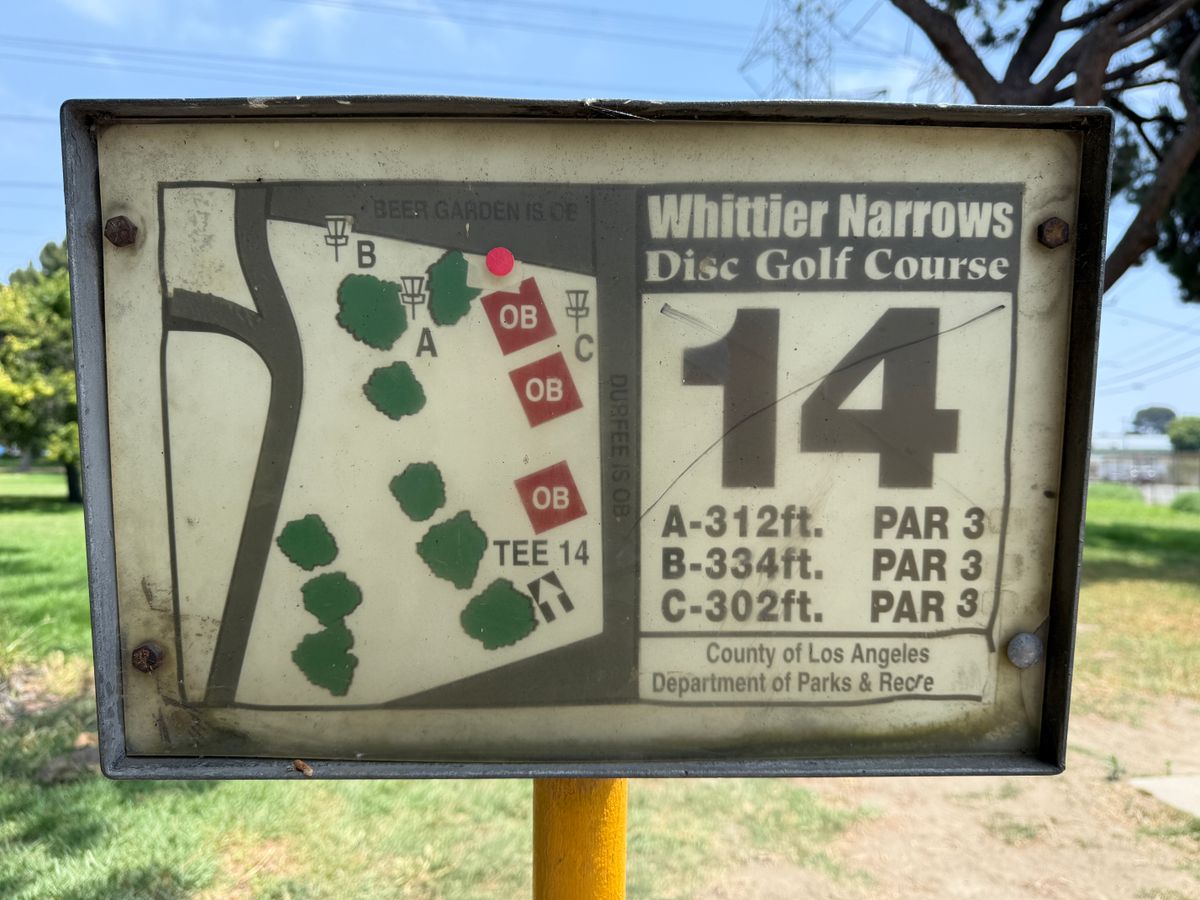 BEER GARDEN IS OB
B
A
OB
C
OB
DURFEE IS OB
OB
TEE 14
Whittier Narrows
Disc Golf Course
14
A-312ft. PAR 3
B-334ft. PAR 3
C-302ft. PAR 3
County of Los Angeles
Department of Parks & Recre